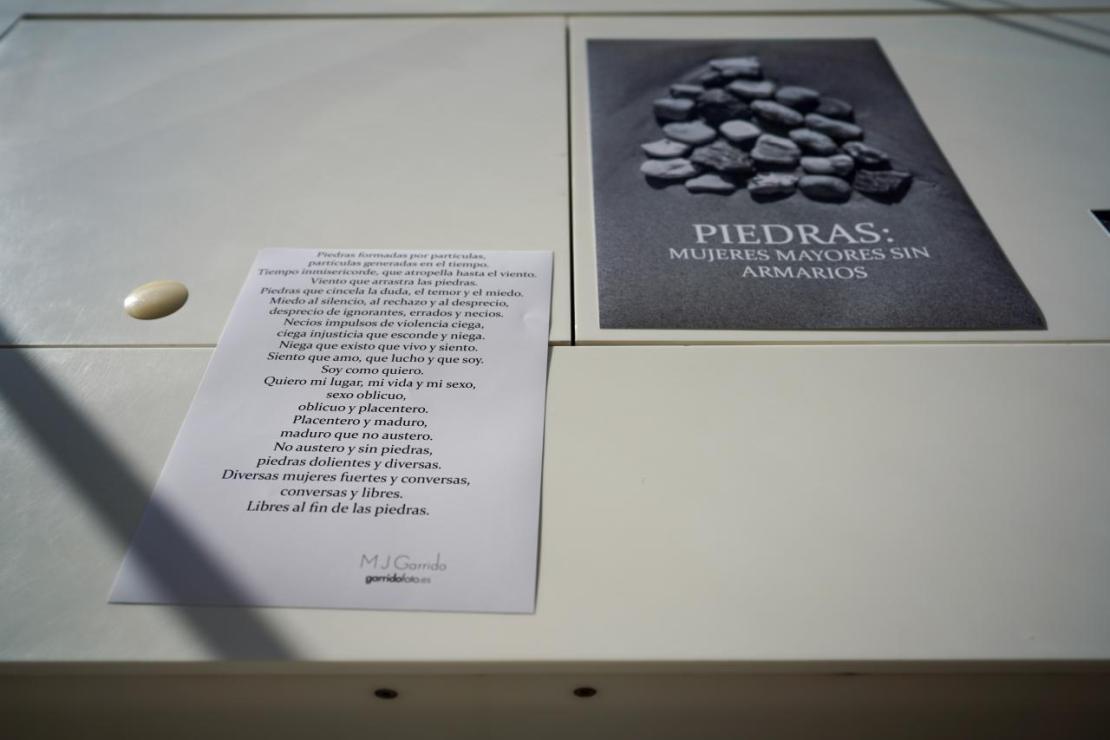 PIEDRAS:
MUJERES MAYORES SIN
ARMARIOS
Piedras formadas por partículas,
partículas generadas en el tiempo.
Tiempo inmisericorde, que atropella hasta el viento.
Viento que arrastra las piedras.
Piedras que cincela la duda, el temor y el miedo.
Miedo al silencio, al rechazo y al desprecio,
desprecio de ignorantes, errados y necios.
Necios impulsos de violencia ciega,
ciega injusticia que esconde y niega.
Niega que existo que vivo y siento.
Siento que amo, que lucho y que soy.
Soy como quiero.
Quiero mi lugar, mi vida y mi sexo,
sexo oblicuo,
oblicuo y placentero.
Placentero y maduro,
maduro que no austero.
No austero y sin piedras,
piedras dolientes y diversas.
Diversas mujeres fuertes y conversas,
conversas y libres.
Libres al fin de las piedras.
M J Garrido
garridofoto.es